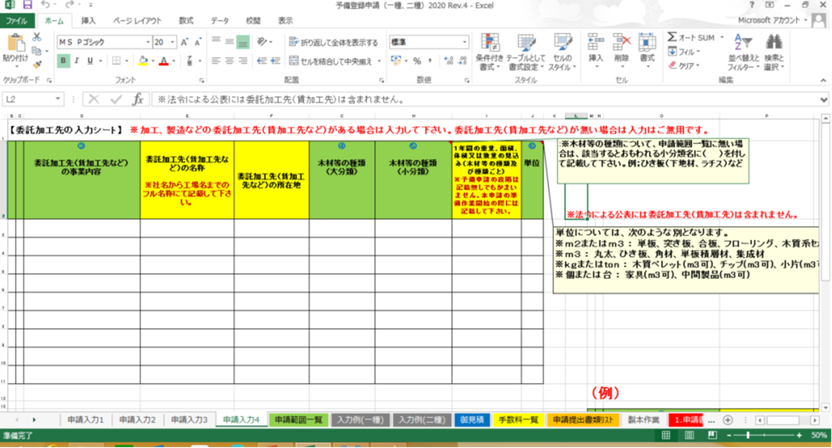 予備登録申請（一種、二種）2020 Rev.4 - Excel
ファイル ホーム 挿入 ページ レイアウト 数式 データ 校閲 表示 Microsoft アカウント
ＭＳ Ｐゴシック 20 折り返して全体を表示する 標準 オート SUM
貼り付け B I U セルを結合して中央揃え 条件付き書式 テーブルとして書式設定 セルのスタイル 挿入 削除 書式 フィル クリア 並べ替えとフィルター 検索と選択
クリップボード フォント 配置 数値 スタイル セル 編集
L2 ※法令による公表には委託加工先(賃加工先)は含まれません。
【委託加工先の入力シート】 ※加工、製造などの委託加工先(賃加工先など)がある場合は入力して下さい。委託加工先(賃加工先など)が無い場合は入力はご無用です。
委託加工先(賃加工先など)
の事業内容
委託加工先(賃加工先な
ど)の名称
※社名から工場名までの
フル名称にて記載して下さ
い。
委託加工先(賃加工
先など)の所在地
木材等の種類
(大分類)
木材等の種類
(小分類)
1年間の重量、面積、
体積又は数量の見込
み(木材等の種類及
び種類ごと)
※予備申請の段階は
記載無しでもかまい
ません。本申請の準
備作業開始の際には
記載して下さい。
単位
:※木材等の種類について、申請範囲一覧に無い場
合は、該当するとおもわれる小分類名に( )を付し
て記載して下さい。例;ひき板(下地材、ラチス)など
※法令による公表には委託加工先(賃加工先)は含まれません。
単位については、次のような別となります。
※m2またはm3： 単板、突き板、合板、フローリング、木質系セ
※m3： 丸太、ひき板、角材、単板積層材、集成材
※kgまたはton： 木質ペレット(m3可)、チップ(m3可)、小片(m3
※個または台： 家具(m3可)、中間製品(m3可)
（例）
申請入力1 申請入力2 申請入力3 申請入力4 申請範囲一覧 入力例(一種) 入力例(二種) 御見積 手数料一覧 申請提出書類リスト 製本作業 1.申請 ...
準備完了 50%